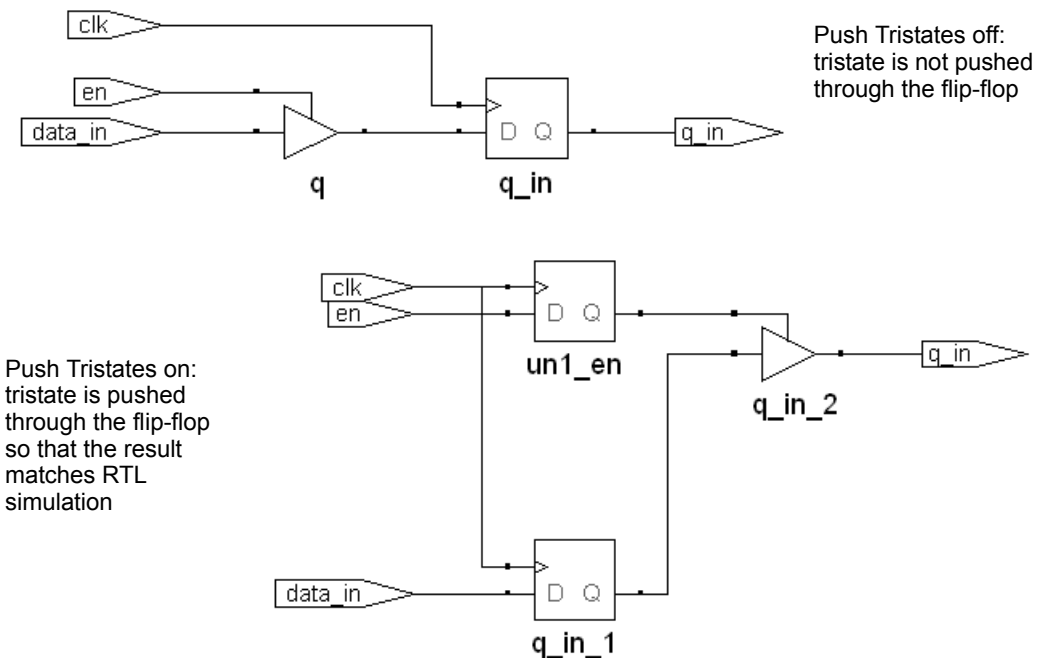 clk
Push Tristates off:
tristate is not pushed
through the flip-flop
en
data_in
D Q
q_in
q
q_in
clk
en
D Q
un1_en
q_in
q_in_2
Push Tristates on:
tristate is pushed
through the flip-flop
so that the result
matches RTL
simulation
data_in
D Q
q_in_1